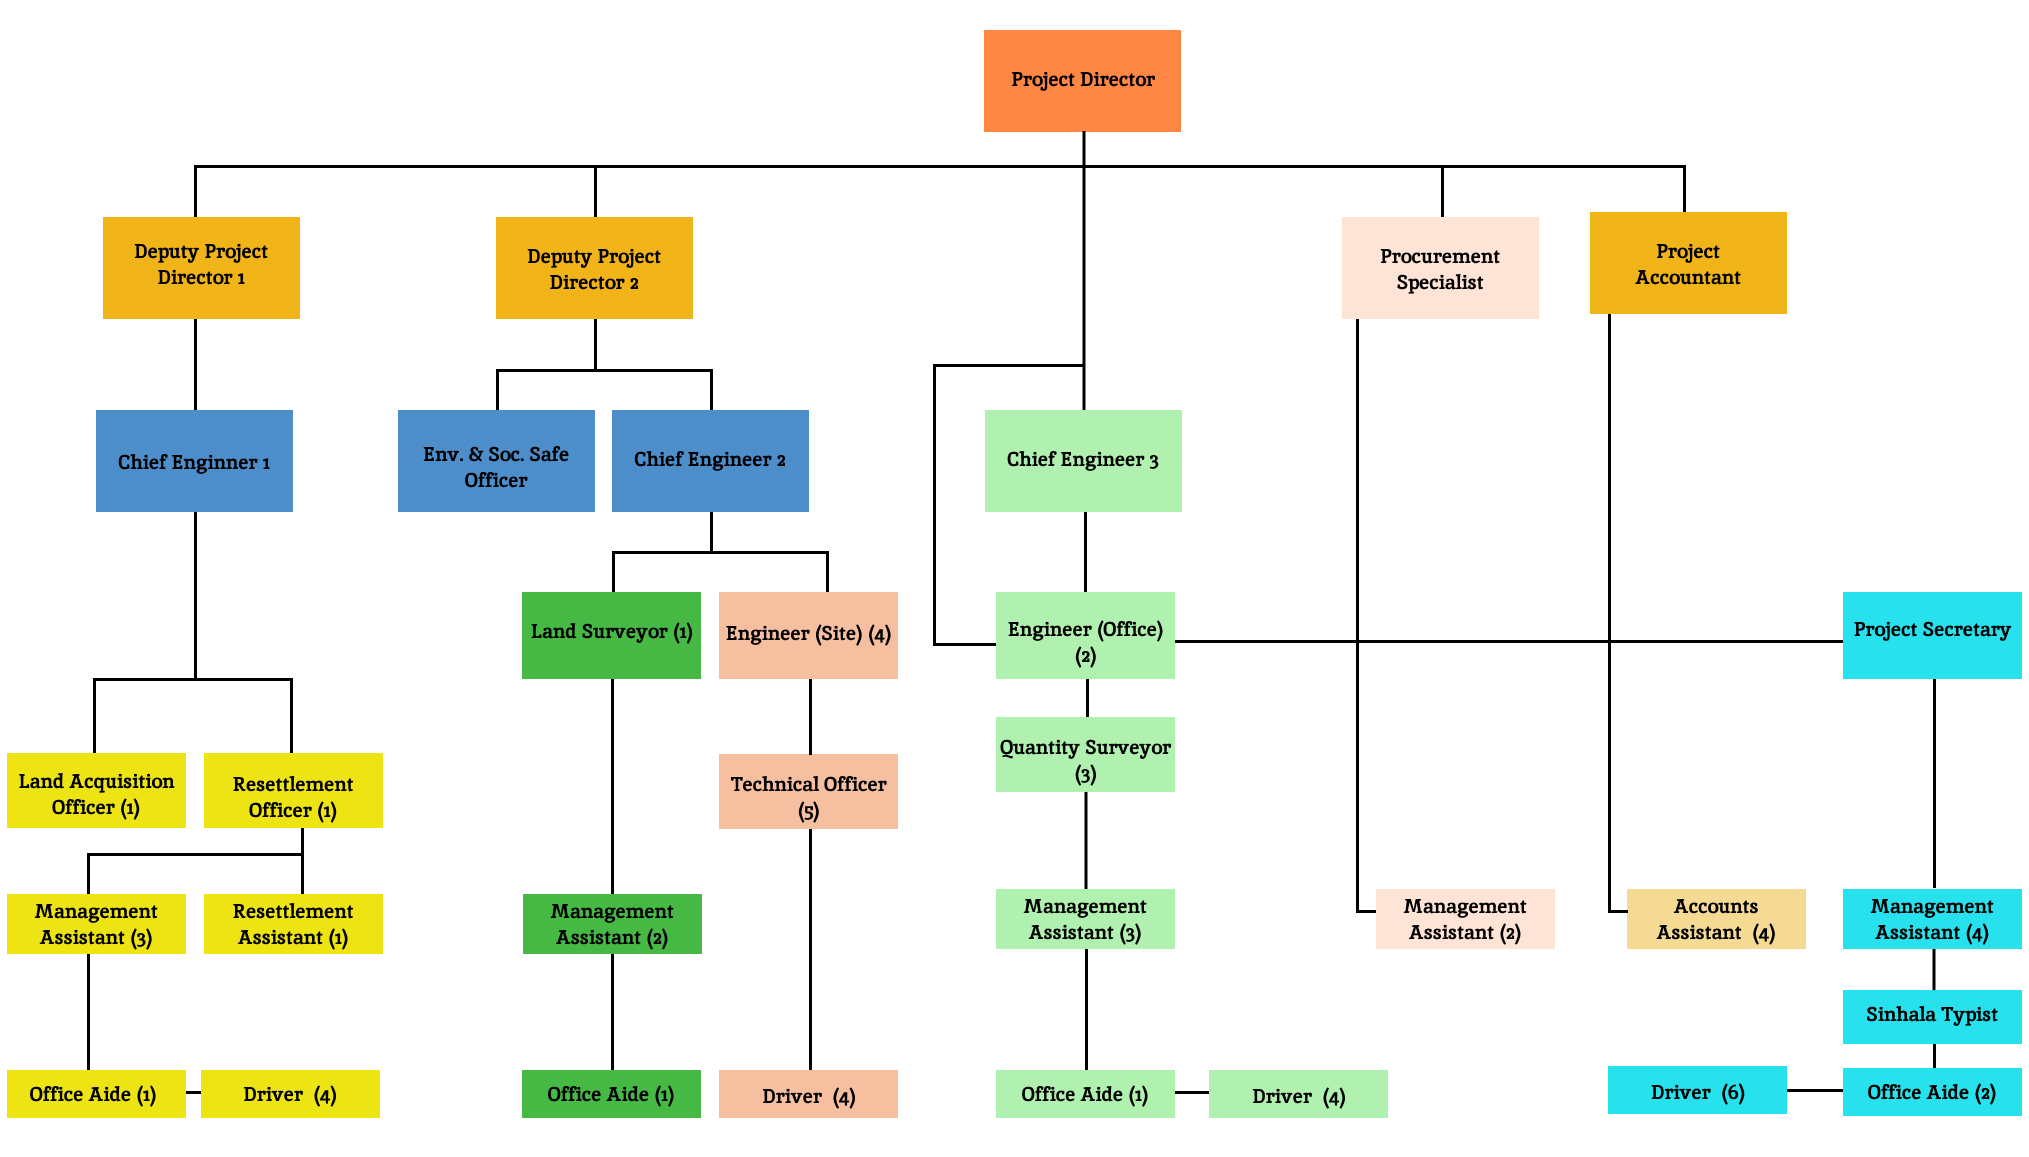 Project Director
Deputy Project
Director 1
Deputy Project
Director 2
Procurement
Specialist
Project
Accountant
Chief Enginner 1
Env. & Soc. Safe
Officer
Chief Engineer 2
Chief Engineer 3
Land Surveyor (1)
Engineer (Site) (4)
Engineer (Office)
(2)
Project Secretary
Land Acquisition
Officer (1)
Resettlement
Officer (1)
Technical Officer
(5)
Quantity Surveyor
(3)
Management
Assistant (3)
Resettlement
Assistant (1)
Management
Assistant (2)
Management
Assistant (3)
Management
Assistant (2)
Accounts
Assistant (4)
Management
Assistant (4)
Sinhala Typist
Office Aide (1)
Driver (4)
Office Aide (1)
Driver (4)
Office Aide (1)
Driver (4)
Driver (6)
Office Aide (2)